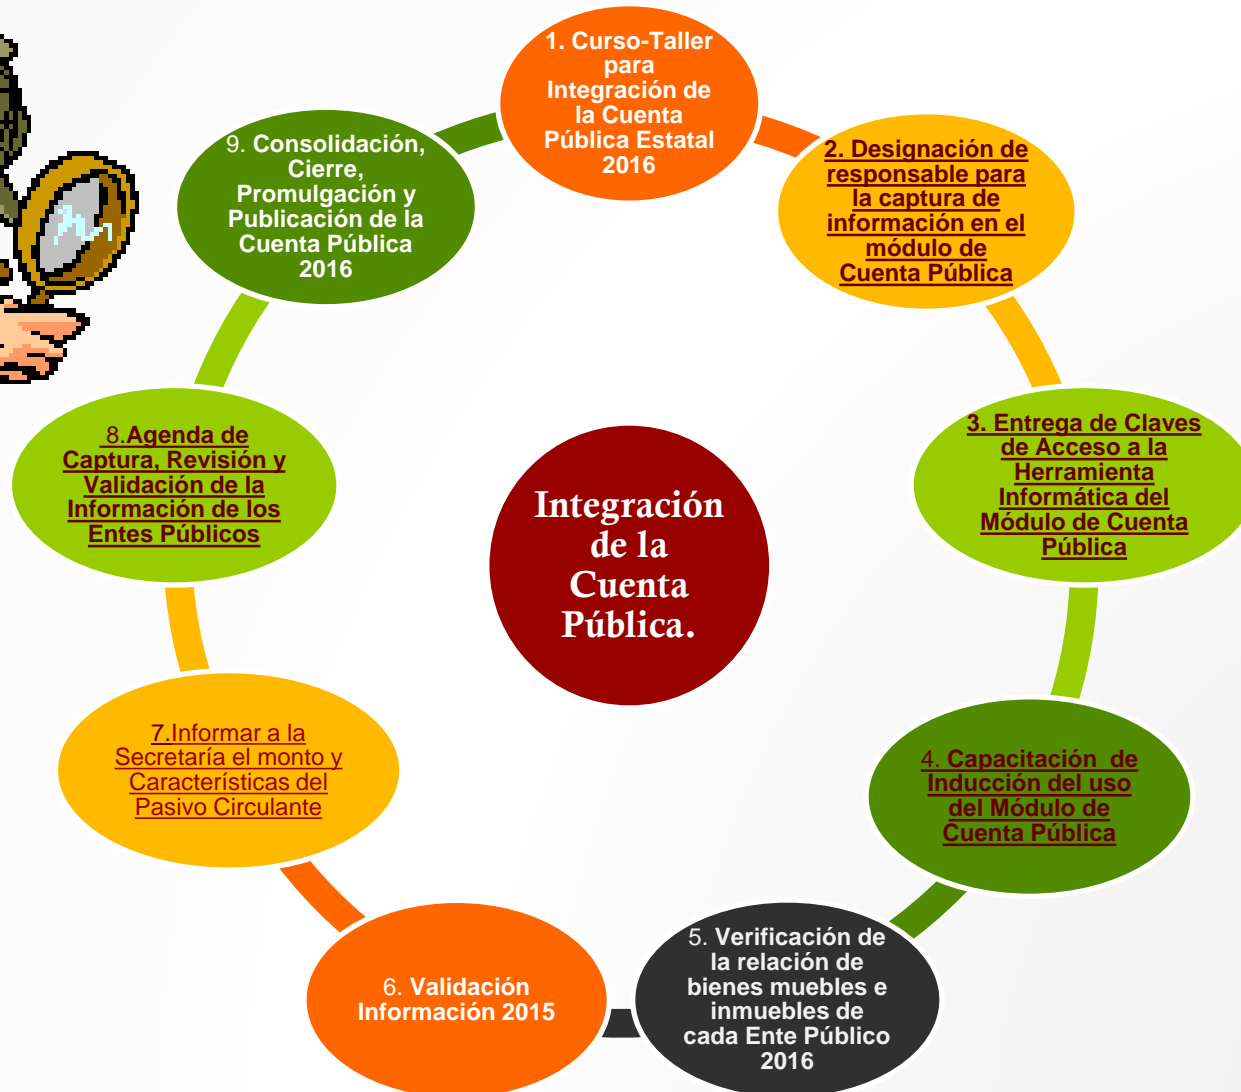 1. Curso-Taller
para
Integración de
la Cuenta
Pública Estatal
2016
2. Designación de
responsable para
la captura de
información en el
módulo de
Cuenta Pública
3. Entrega de Claves
de Acceso a la
Herramienta
Informática del
Módulo de Cuenta
Pública
4. Capacitación de
Inducción del uso
del Módulo de
Cuenta Pública
5. Verificación de
la relación de
bienes muebles e
inmuebles de
cada Ente Público
2016
6. Validación
Información 2015
7.Informar a la
Secretaría el monto y
Características del
Pasivo Circulante
8.Agenda de
Captura, Revisión y
Validación de la
Información de los
Entes Públicos
9. Consolidación,
Cierre,
Promulgación y
Publicación de la
Cuenta Pública
2016
Integración
de la
Cuenta
Pública.